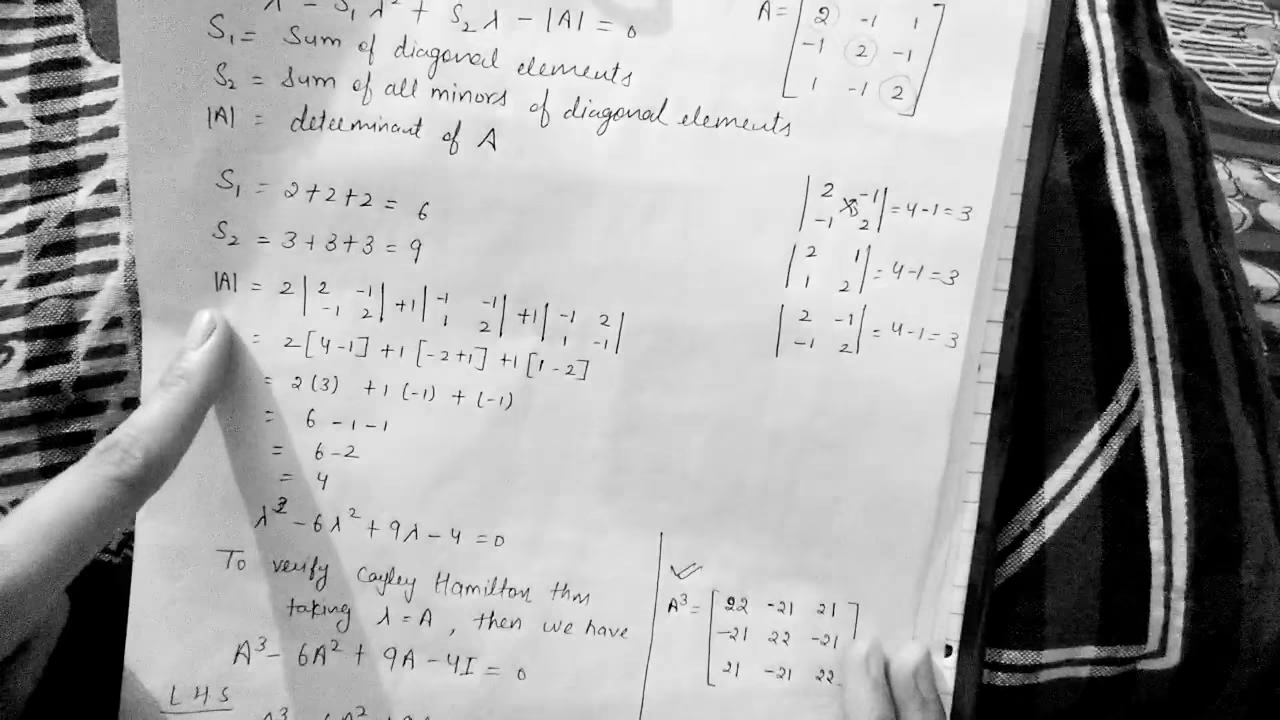 λ³ - S₁λ² + S₂λ - |A| = 0
S₁ = Sum of diagonal elements
S₂ = Sum of all minors of diagonal elements
|A| = determinant of A
A = [ 2 -1 1
-1 2 -1
1 -1 2 ]
S₁ = 2+2+2 = 6
S₂ = 3+3+3 = 9
|A| = 2 | 2 -1 | +1 | -1 -1 | +1 | -1 2 |
| -1 2 | | 1 2 | | 1 -1 |
= 2[4-1] +1[-2+1] +1[1-2]
= 2(3) +1(-1) + (-1)
= 6 -1-1
= 6-2
= 4
| 2 -1 |
| -1 2 | = 4-1=3
| 2 1 |
| 1 2 | = 4-1=3
| 2 -1 |
| -1 2 | = 4-1=3
λ³ - 6λ² + 9λ - 4 = 0
To verify Cayley Hamilton thm
taking λ = A, then we have
A³ - 6A² + 9A - 4I = 0
LHS
A³ = [ 22 -21 21
-21 22 -21
21 -21 22